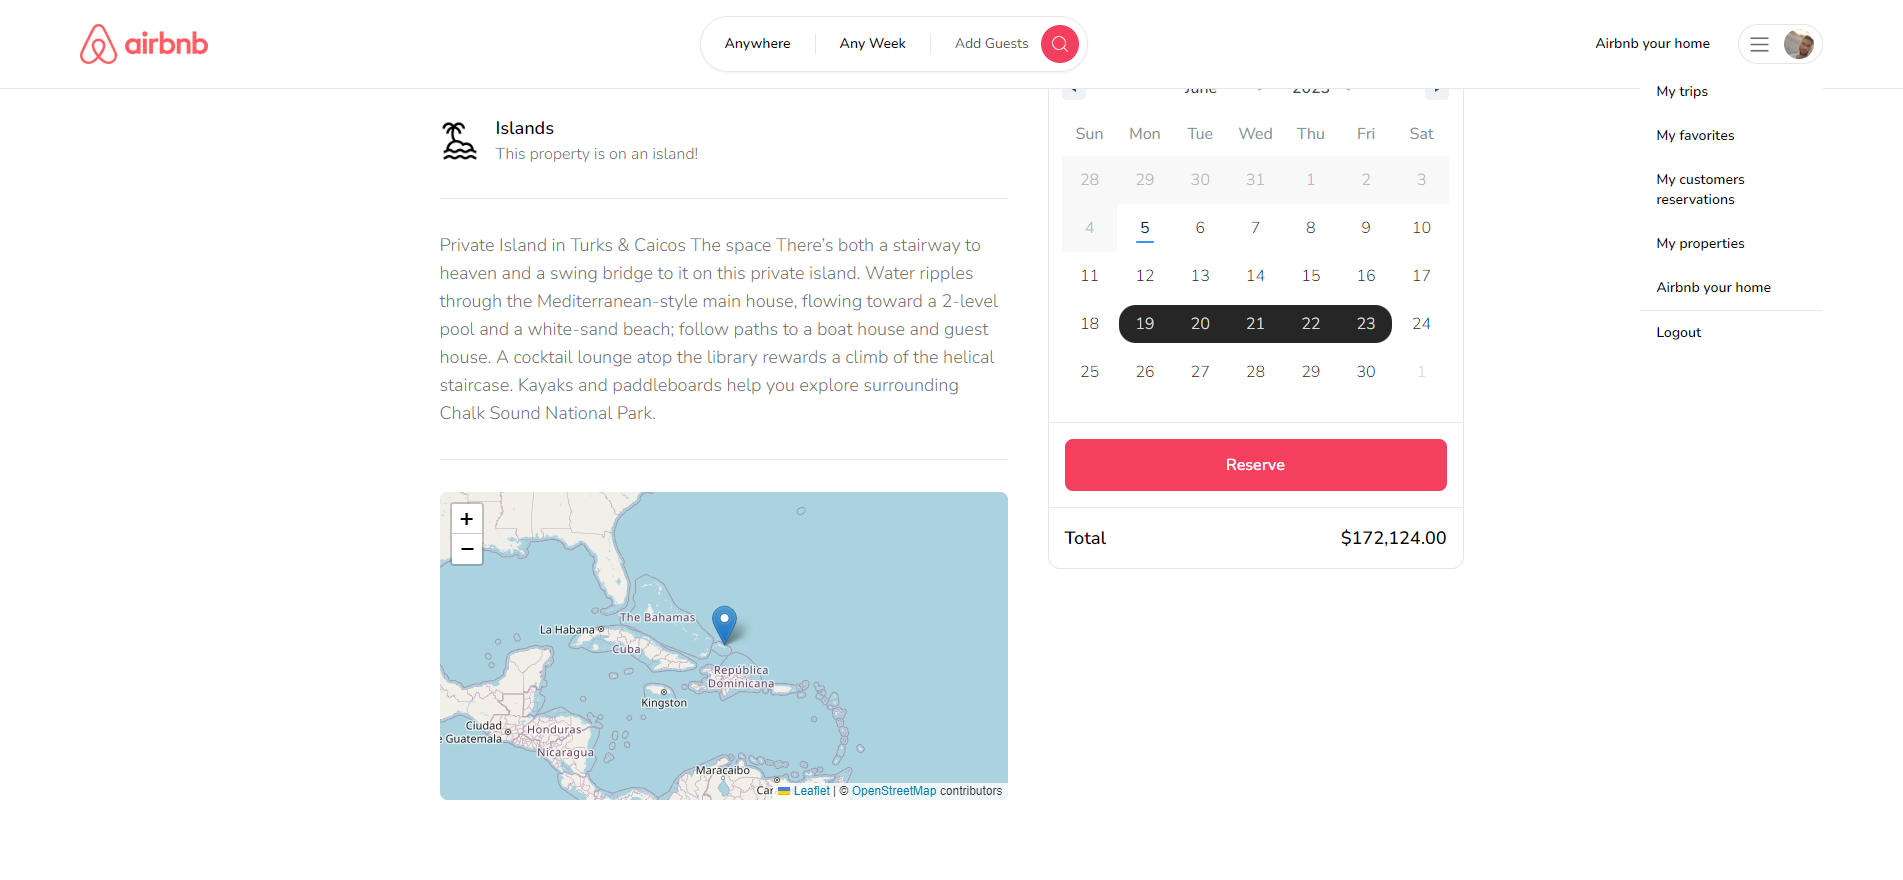 airbnb
Anywhere
Any Week
Add Guests
Airbnb your home
My trips
My favorites
My customers
reservations
My properties
Airbnb your home
Logout
Islands
This property is on an island!
Private Island in Turks & Caicos The space There’s both a stairway to
heaven and a swing bridge to it on this private island. Water ripples
through the Mediterranean-style main house, flowing toward a 2-level
pool and a white-sand beach; follow paths to a boat house and guest
house. A cocktail lounge atop the library rewards a climb of the helical
staircase. Kayaks and paddleboards help you explore surrounding
Chalk Sound National Park.
June 2023
Sun Mon Tue Wed Thu Fri Sat
28 29 30 31 1 2 3
4 5 6 7 8 9 10
11 12 13 14 15 16 17
18 19 20 21 22 23 24
25 26 27 28 29 30 1
Reserve
Total $172,124.00
+
−
The Bahamas
La Habana
Cuba
República
Dominicana
Kingston
Ciudad
e Guatemala
Honduras
Nicaragua
Maracaibo
Car
Leaflet | © OpenStreetMap contributors